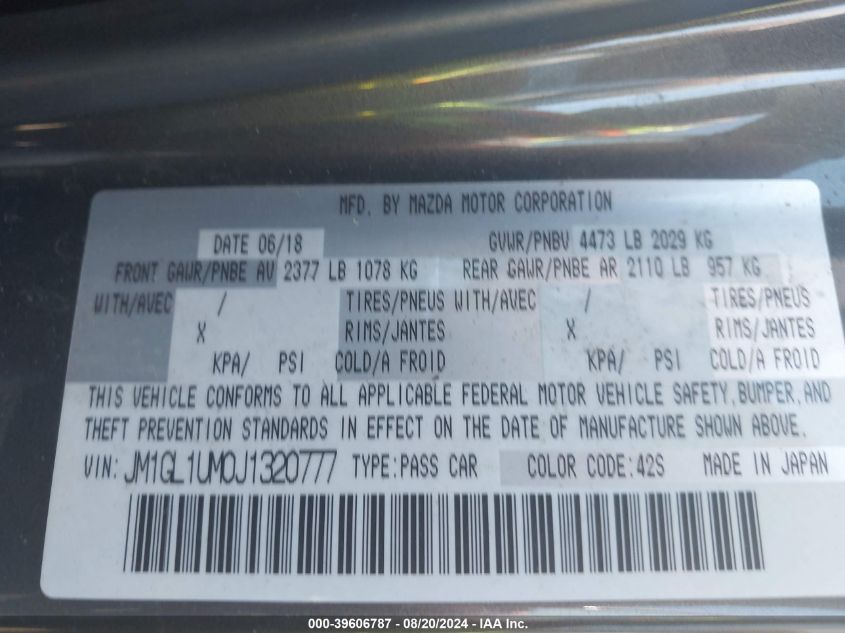 MFD. BY MAZDA MOTOR CORPORATION
DATE 06/18 GVWR/PNBV 4473 LB 2029 KG
FRONT GAWR/PNBE AV 2377 LB 1078 KG REAR GAWR/PNBE AR 2110 LB 957 KG
WITH/AVEC / TIRES/PNEUS WITH/AVEC / TIRES/PNEUS
X RIMS/JANTES X RIMS/JANTES
KPA/ PSI COLD/A FROID KPA/ PSI COLD/A FROID
THIS VEHICLE CONFORMS TO ALL APPLICABLE FEDERAL MOTOR VEHICLE SAFETY, BUMPER, AND
THEFT PREVENTION STANDARDS IN EFFECT ON THE DATE OF MANUFACTURE SHOWN ABOVE.
VIN: JM1GL1UM0J1320777 TYPE: PASS CAR COLOR CODE: 42S MADE IN JAPAN
000-39606787 - 08/20/2024 - IAA Inc.